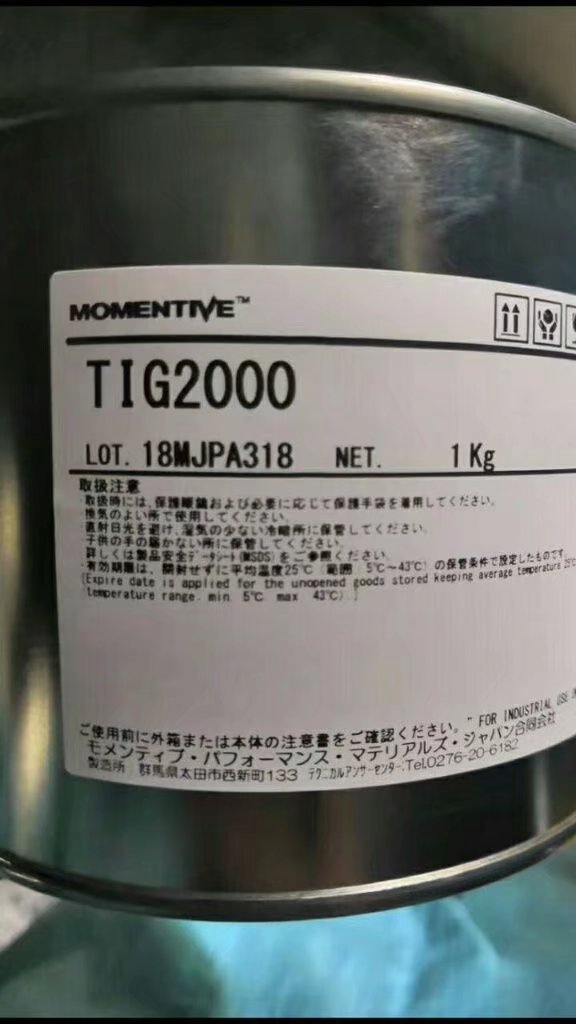 MOMENTIVE™
TIG2000
LOT. 18MJPA318 NET. 1 Kg
取扱注意
・取扱時には、保護眼鏡および必要に応じて保護手袋を着用してください。
換気のよい所で使用してください。
直射日光を避け、湿気の少ない冷暗所に保管してください。
子供の手の届かない所に保管してください。
詳しくは製品安全データシート(MSDS)をご参照ください。
・有効期限は、開封せずに平均温度25℃(範囲 5℃~43℃)の保管条件で設定したものです。
(Expire date is applied for the unopened goods stored keeping average temperature 25℃
temperature range. min. 5℃ max 43℃).]
ご使用前に外箱または本体の注意書をご確認ください。" FOR INDUSTRIAL USE
モメンティブ・パフォーマンス・マテリアルズ・ジャパン合同会社
製造所 群馬県太田市西新町133 テクニカルアンサーセンター:Tel.0276-20-6182